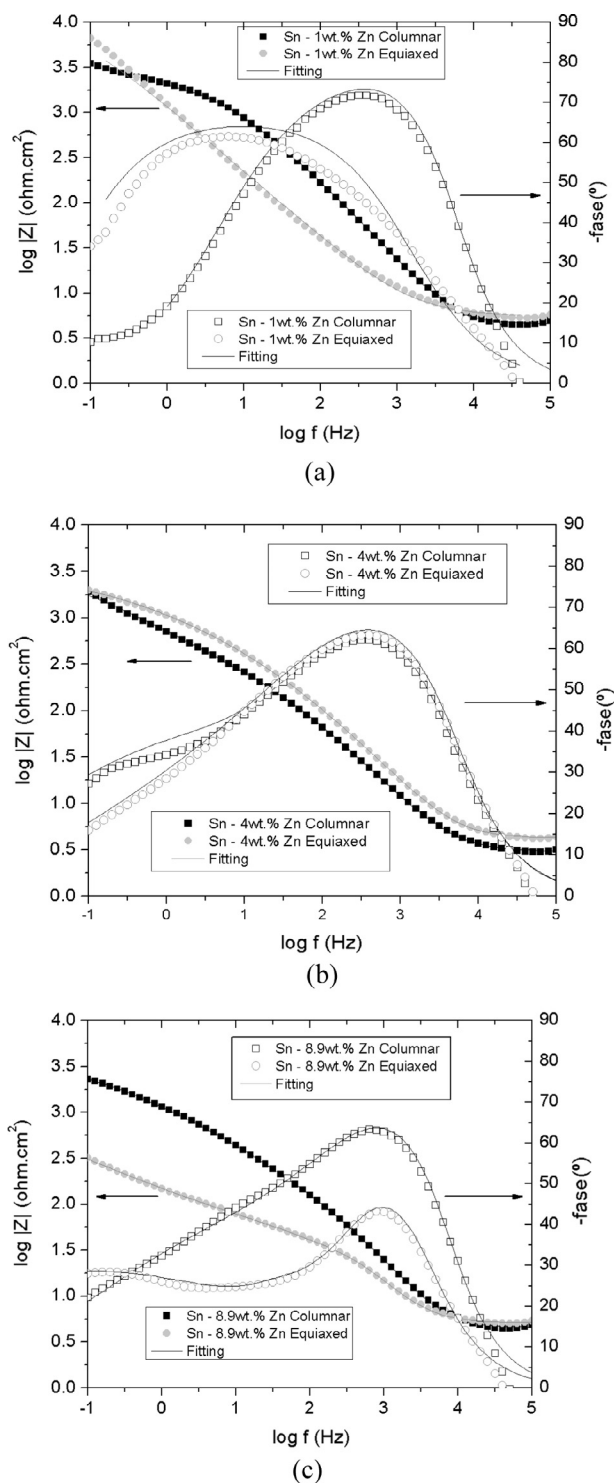 Sn - 1wt.% Zn Columnar
Sn - 1wt.% Zn Equiaxed
Fitting
Sn - 1wt.% Zn Columnar
Sn - 1wt.% Zn Equiaxed
Fitting
4.0
3.5
3.0
2.5
2.0
1.5
1.0
0.5
0.0
log |Z| (ohm.cm²)
90
80
70
60
50
40
30
20
10
0
-fase(º)
-1 0 1 2 3 4 5
log f (Hz)
(a)
Sn - 4wt.% Zn Columnar
Sn - 4wt.% Zn Equiaxed
Fitting
Sn - 4wt.% Zn Columnar
Sn - 4wt.% Zn Equiaxed
Fitting
4.0
3.5
3.0
2.5
2.0
1.5
1.0
0.5
0.0
log |Z| (ohm.cm²)
90
80
70
60
50
40
30
20
10
0
-fase(º)
-1 0 1 2 3 4 5
log f (Hz)
(b)
Sn - 8.9wt.% Zn Columnar
Sn - 8.9wt.% Zn Equiaxed
Fitting
Sn - 8.9wt.% Zn Columnar
Sn - 8.9wt.% Zn Equiaxed
Fitting
4.0
3.5
3.0
2.5
2.0
1.5
1.0
0.5
0.0
log |Z| (ohm.cm²)
90
80
70
60
50
40
30
20
10
0
-fase(º)
-1 0 1 2 3 4 5
log f (Hz)
(c)